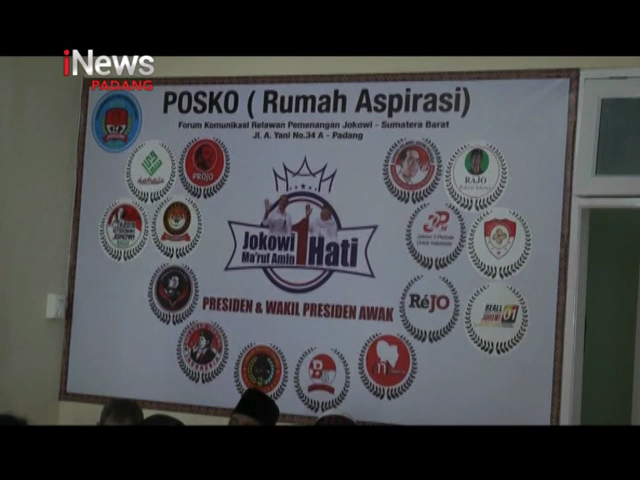 iNews
PADANG
POSKO ( Rumah Aspirasi)
Forum Komunikasi Relawan Pemenangan Jokowi - Sumatera Barat
Jl. A. Yani No.34 A - Padang
PROJO
RAJO
Jokowi 1 Hati
Ma'ruf Amin
RéJO
01
PRESIDEN & WAKIL PRESIDEN AWAK